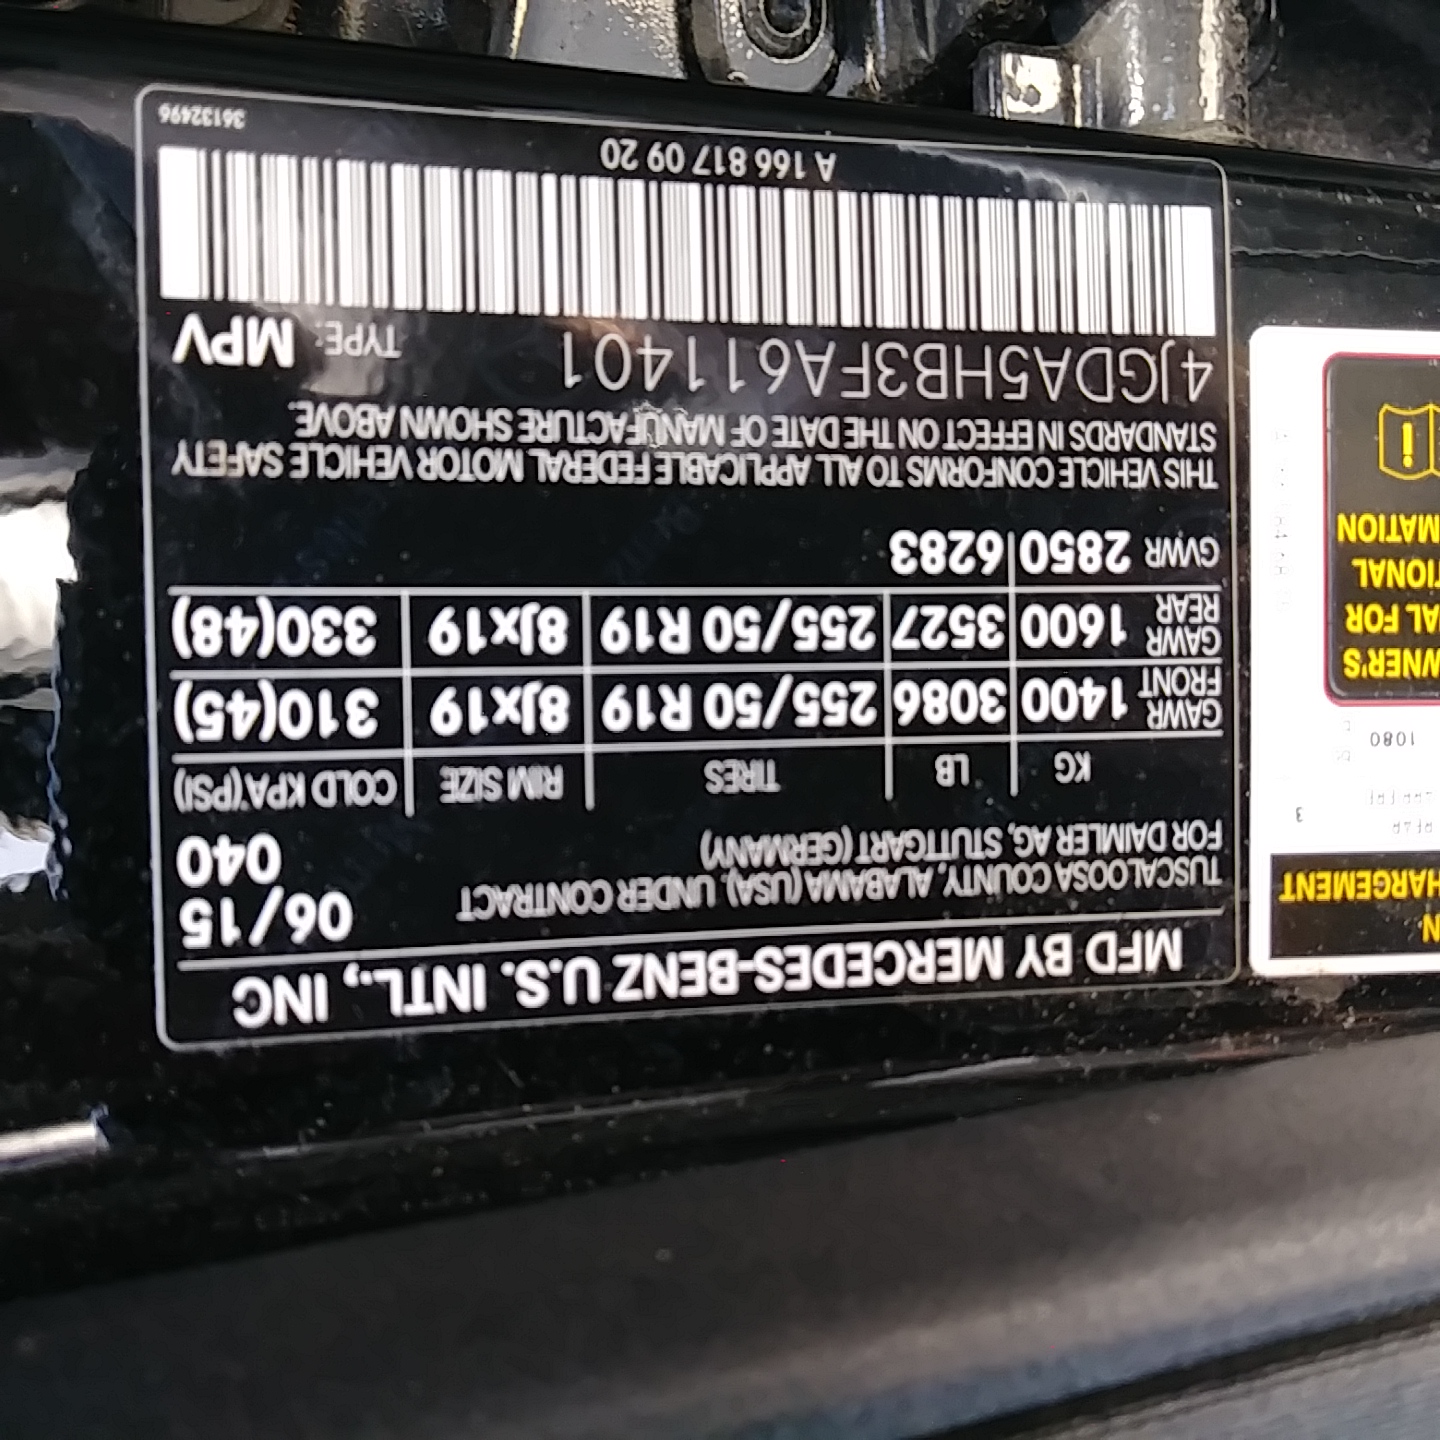 MFD BY MERCEDES-BENZ U.S. INTL., INC
TUSCALOOSA COUNTY, ALABAMA (USA), UNDER CONTRACT 06/15
FOR DAIMLER AG, STUTTGART (GERMANY) 040
KG LB TIRES RIM SIZE COLD KPA(PSI)
GAWR FRONT 1400 3086 255/50 R19 8Jx19 310(45)
GAWR REAR 1600 3527 255/50 R19 8Jx19 330(48)
GVWR 2850 6283
THIS VEHICLE CONFORMS TO ALL APPLICABLE FEDERAL MOTOR VEHICLE SAFETY
STANDARDS IN EFFECT ON THE DATE OF MANUFACTURE SHOWN ABOVE.
4JGDA5HB3FA611401 TYPE: MPV
A 166 817 09 20
36132496
N
HARGEMENT
REAR
3
1080
WNER'S
AL FOR
TIONAL
MATION